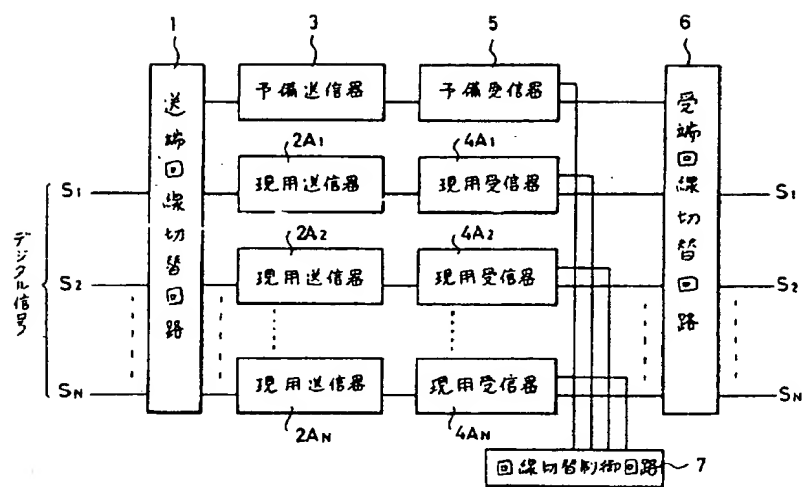 1
3
5
6
送端回線切替回路
予備送信器
予備受信器
受端回線切替回路
2A1
4A1
S1
現用送信器
現用受信器
S1
デジタル信号
2A2
4A2
S2
現用送信器
現用受信器
S2
SN
現用送信器
現用受信器
SN
2AN
4AN
回線切替制御回路
7